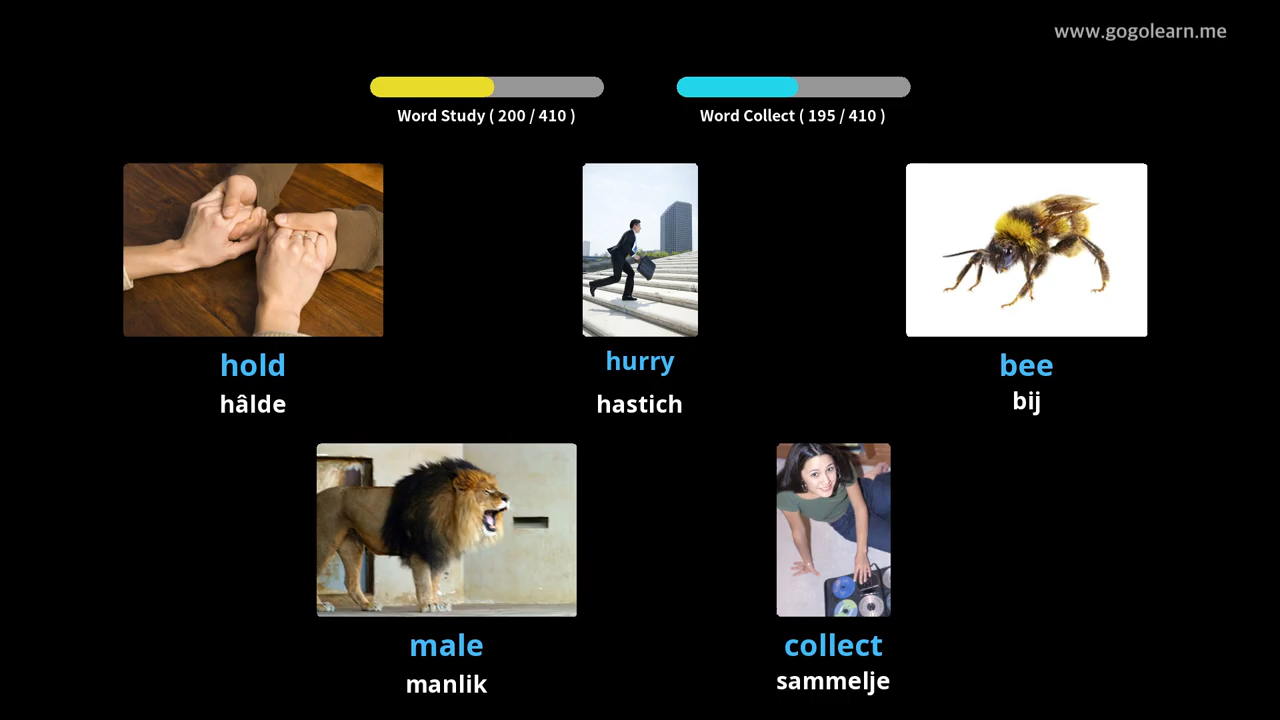 www.gogolearn.me
Word Study ( 200 / 410 )
Word Collect ( 195 / 410 )
hold
hâlde
hurry
hastich
bee
bij
male
manlik
collect
sammelje